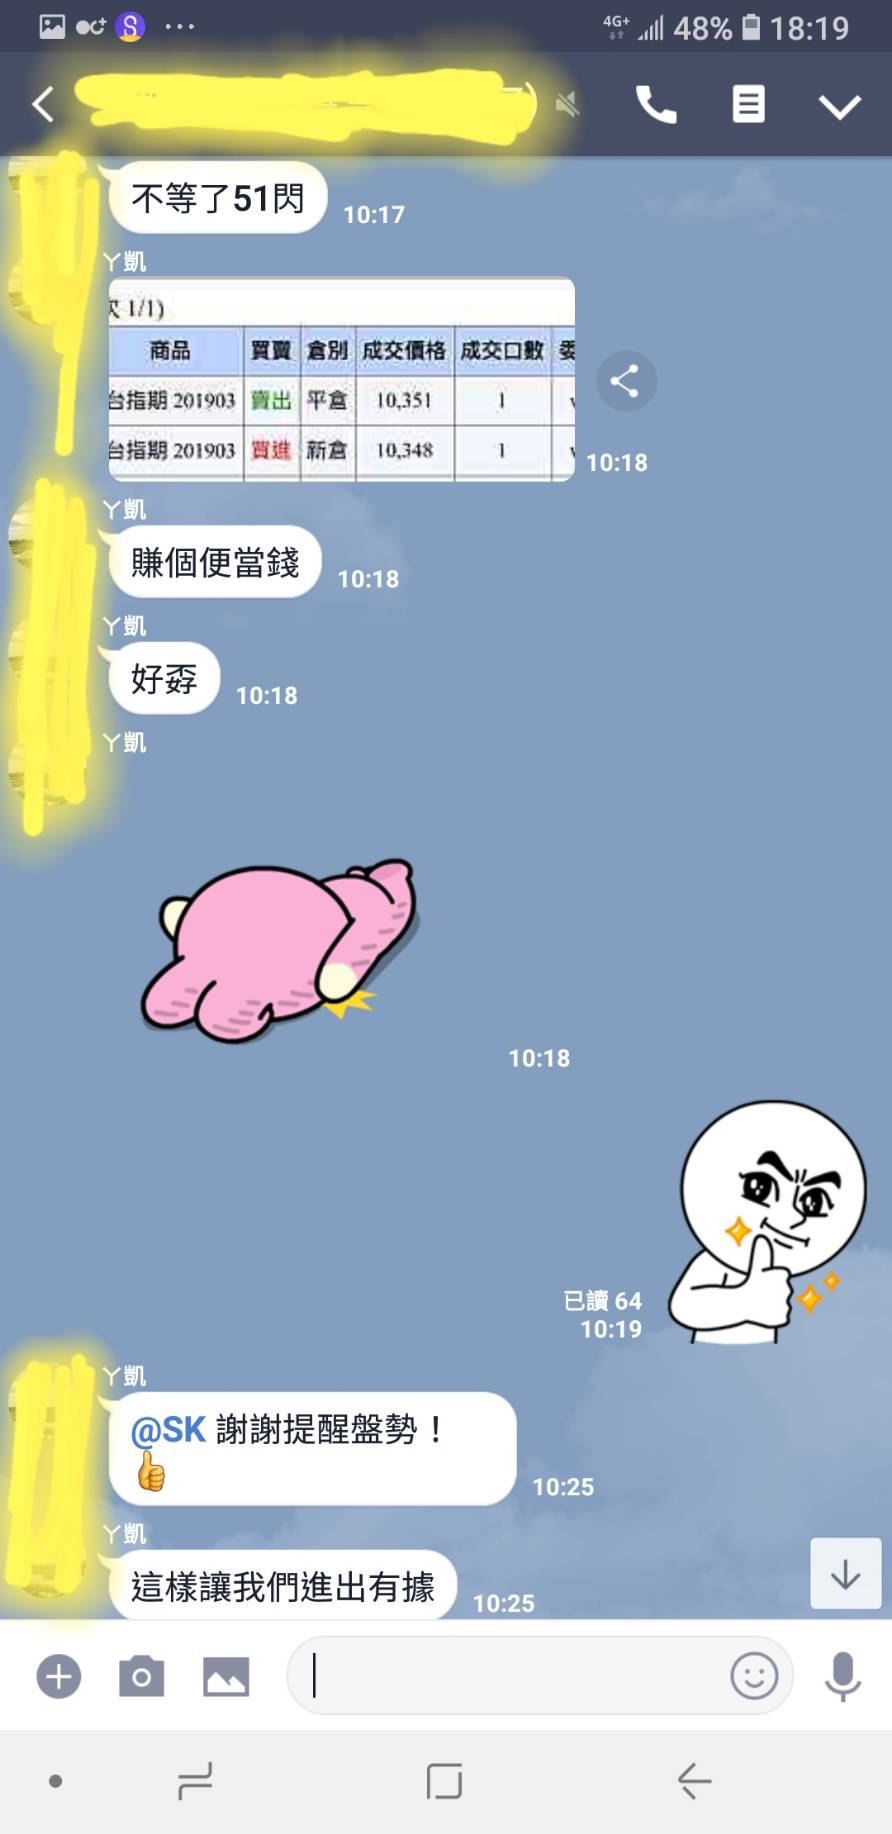 4G+ 48% 18:19
不等了51閃
10:17
ㄚ凱
欠 1/1)
商品 買賣 倉別 成交價格 成交口數 委
台指期 201903 賣出 平倉 10,351 1
台指期 201903 買進 新倉 10,348 1
10:18
ㄚ凱
賺個便當錢
10:18
ㄚ凱
好孬
10:18
ㄚ凱
10:18
已讀 64
10:19
ㄚ凱
@SK 謝謝提醒盤勢！
👍
10:25
ㄚ凱
這樣讓我們進出有據
10:25